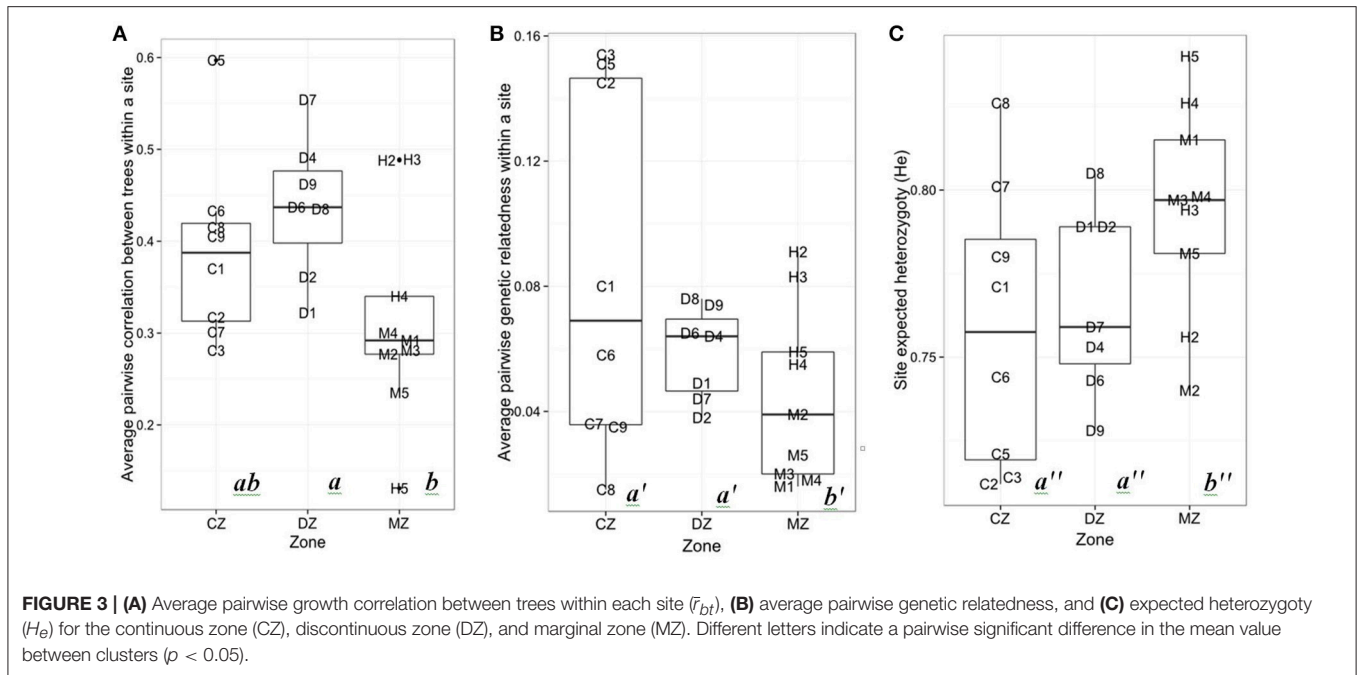 A
Average pairwise correlation between trees within a site
0.6
0.5
0.4
0.3
0.2
C5
C6
C8
C9
C1
C2
C7
C3
D7
D4
D9
D6 D8
D2
D1
H2 H3
H4
M4 M1
M2 M3
M5
H5
ab a b
CZ DZ MZ
Zone
B
Average pairwise genetic relatedness within a site
0.16
0.12
0.08
0.04
C3
C5
C2
C1
C6
C7 C9
C8
D8 D9
D6 D4
D1
D7
D2
H2
H3
H5
H4
M2
M5
M3
M1 M4
a' a' b'
CZ DZ MZ
Zone
C
Site expected heterozygoty (He)
0.80
0.75
C8
C7
C9
C1
C6
C5
C2 C3
D8
D1 D2
D7
D4
D6
D9
H5
H4
M1
M3 M4
H3
M5
H2
M2
a'' a'' b''
CZ DZ MZ
Zone
FIGURE 3 | (A) Average pairwise growth correlation between trees within each site (r̄bt), (B) average pairwise genetic relatedness, and (C) expected heterozygoty
(He) for the continuous zone (CZ), discontinuous zone (DZ), and marginal zone (MZ). Different letters indicate a pairwise significant difference in the mean value
between clusters (p < 0.05).